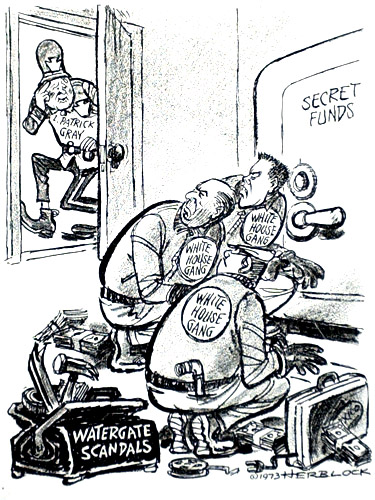 L. PATRICK
GRAY
SECRET
FUNDS
WHITE
HOUSE
GANG
WHITE
HOUSE
GANG
WHITE
HOUSE
GANG
WATERGATE
SCANDALS
©1973 HERBLOCK